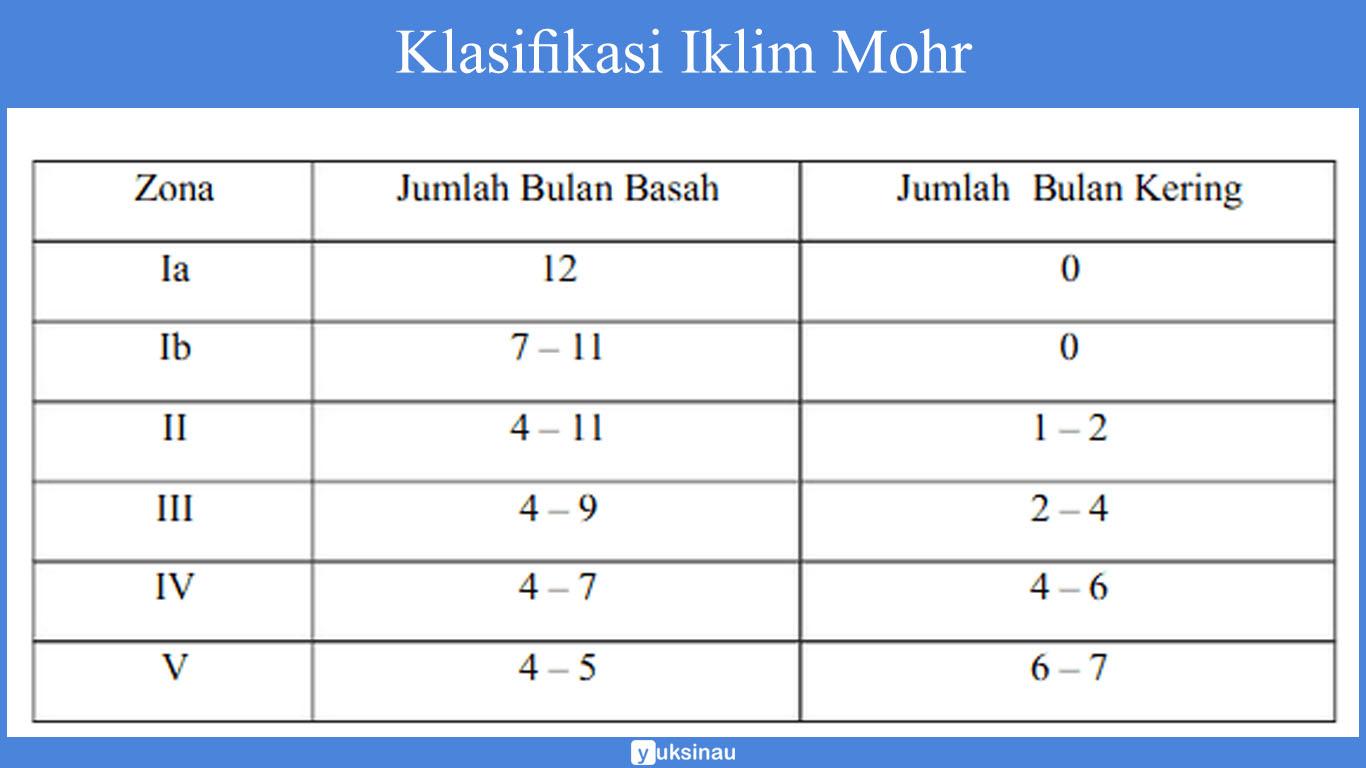 Klasifikasi Iklim Mohr
Zona Jumlah Bulan Basah Jumlah Bulan Kering
Ia 12 0
Ib 7 – 11 0
II 4 – 11 1 – 2
III 4 – 9 2 – 4
IV 4 – 7 4 – 6
V 4 – 5 6 – 7
yuksinau